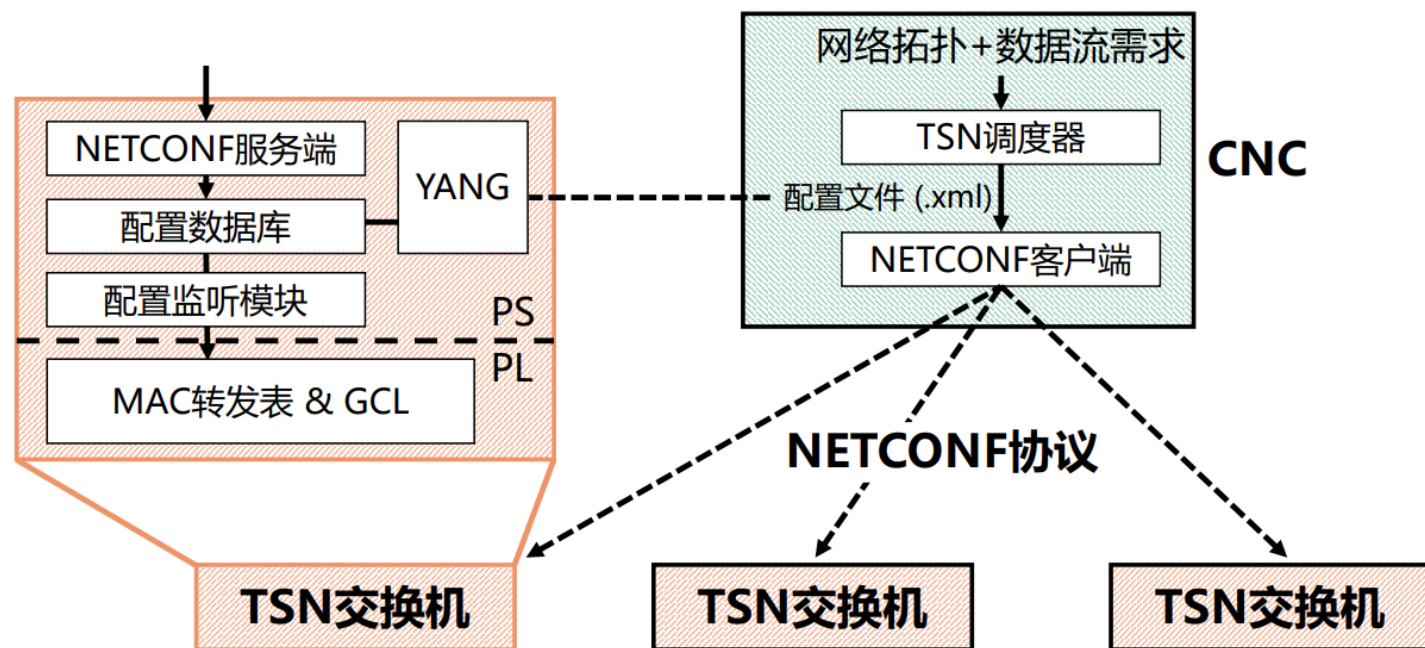 网络拓扑+数据流需求
TSN调度器
配置文件 (.xml)
NETCONF客户端
CNC
NETCONF服务端
配置数据库
配置监听模块
YANG
PS
PL
MAC转发表 & GCL
NETCONF协议
TSN交换机
TSN交换机
TSN交换机